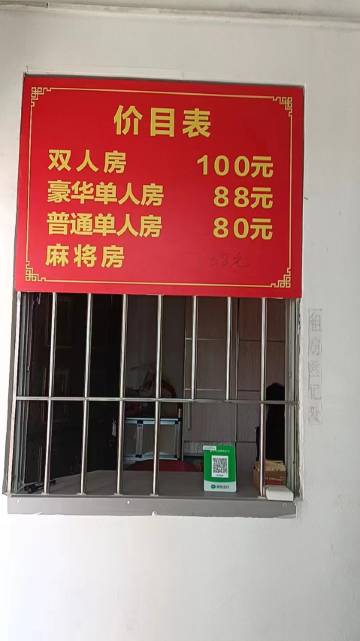 价目表
双人房 100元
豪华单人房 88元
普通单人房 80元
麻将房